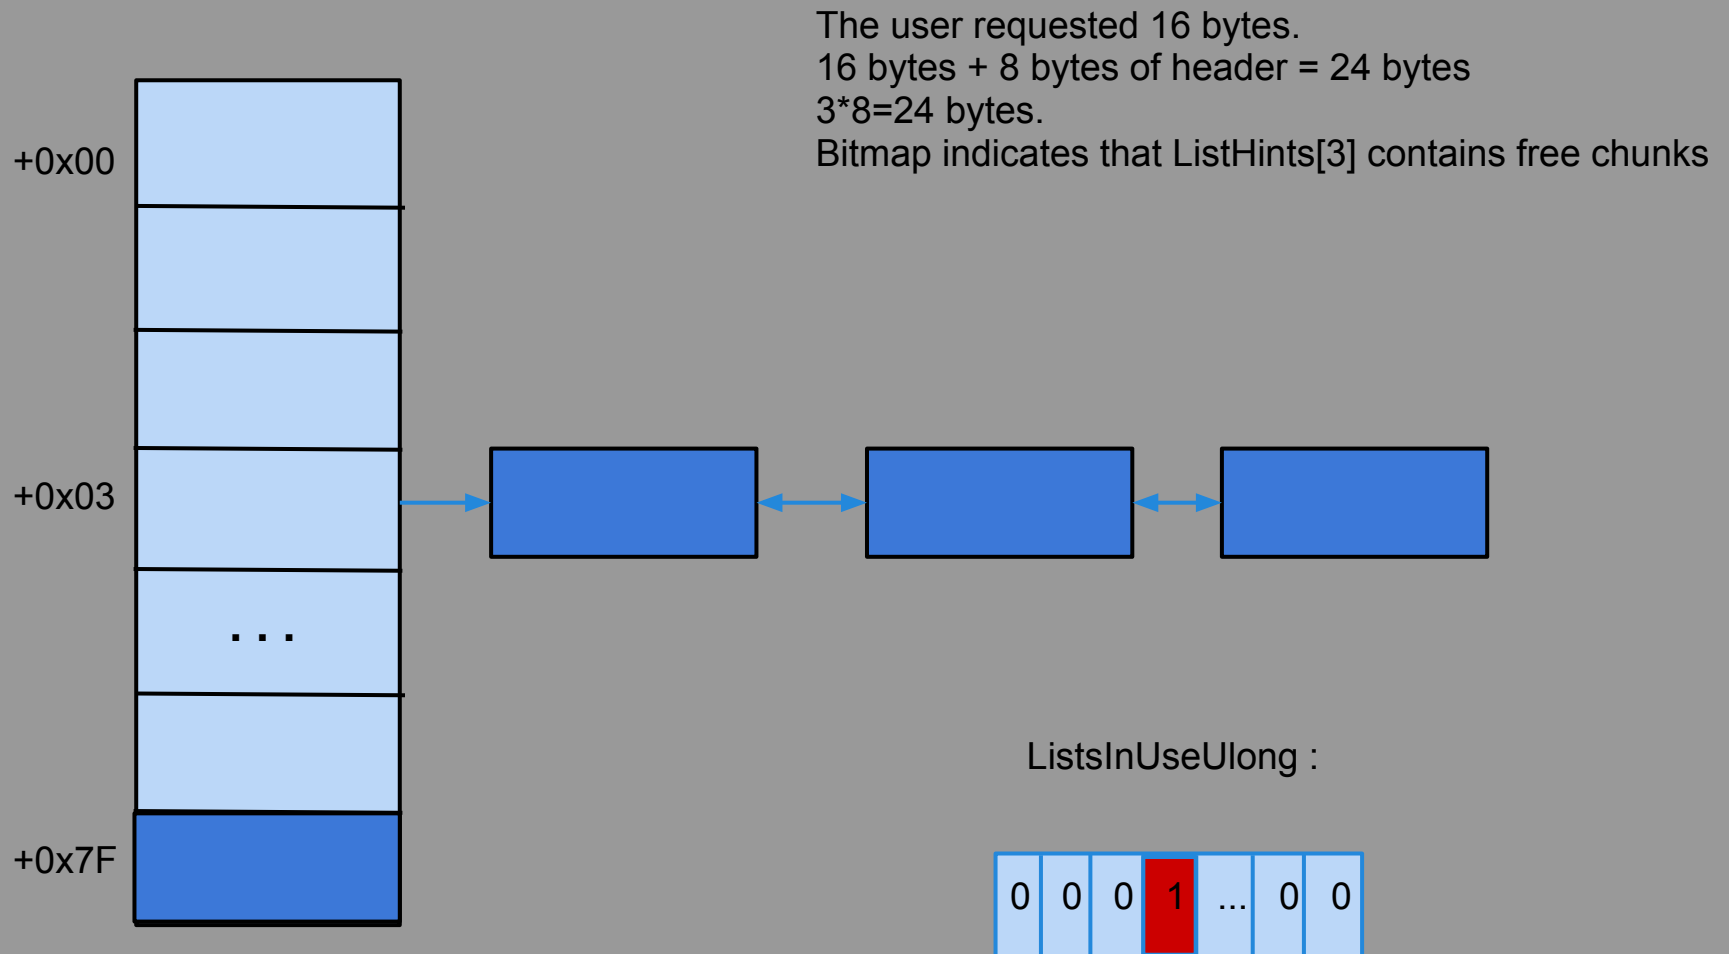 The user requested 16 bytes.
16 bytes + 8 bytes of header = 24 bytes
3*8=24 bytes.
Bitmap indicates that ListHints[3] contains free chunks
+0x00
+0x03
. . .
ListsInUseUlong :
+0x7F
0 0 0 1 ... 0 0